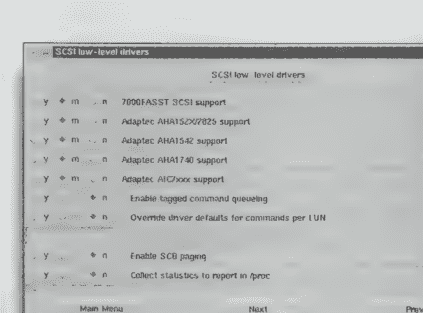 SCSI low-level drivers
SCSI low-level drivers
y m n 7000FASST SCSI support
y m n Adaptec AHA152X/2825 support
y m n Adaptec AHA1542 support
y m n Adaptec AHA1740 support
y m n Adaptec AIC7xxx support
y n Enable tagged command queueing
y n Override driver defaults for commands per LUN
y n Enable SCB paging
y n Collect statistics to report in /proc
Main Menu Next Prev